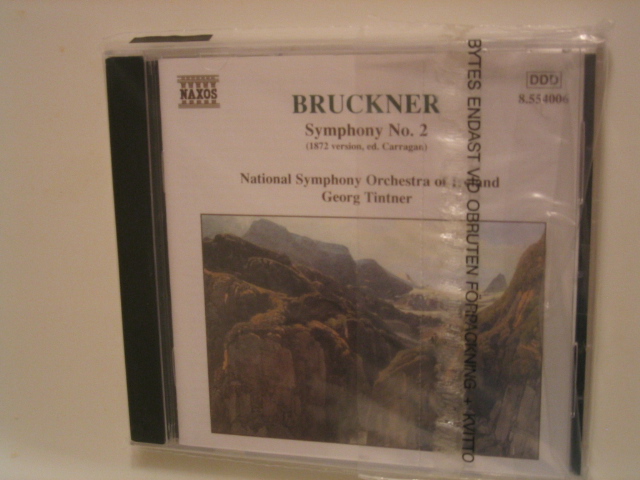 NAXOS
BRUCKNER
Symphony No. 2
(1872 version, ed. Carragan)
National Symphony Orchestra of Ireland
Georg Tintner
DDD
8.554006
BYTES ENDAST VID OBRUTEN FÖRPACKNING + KVITTO